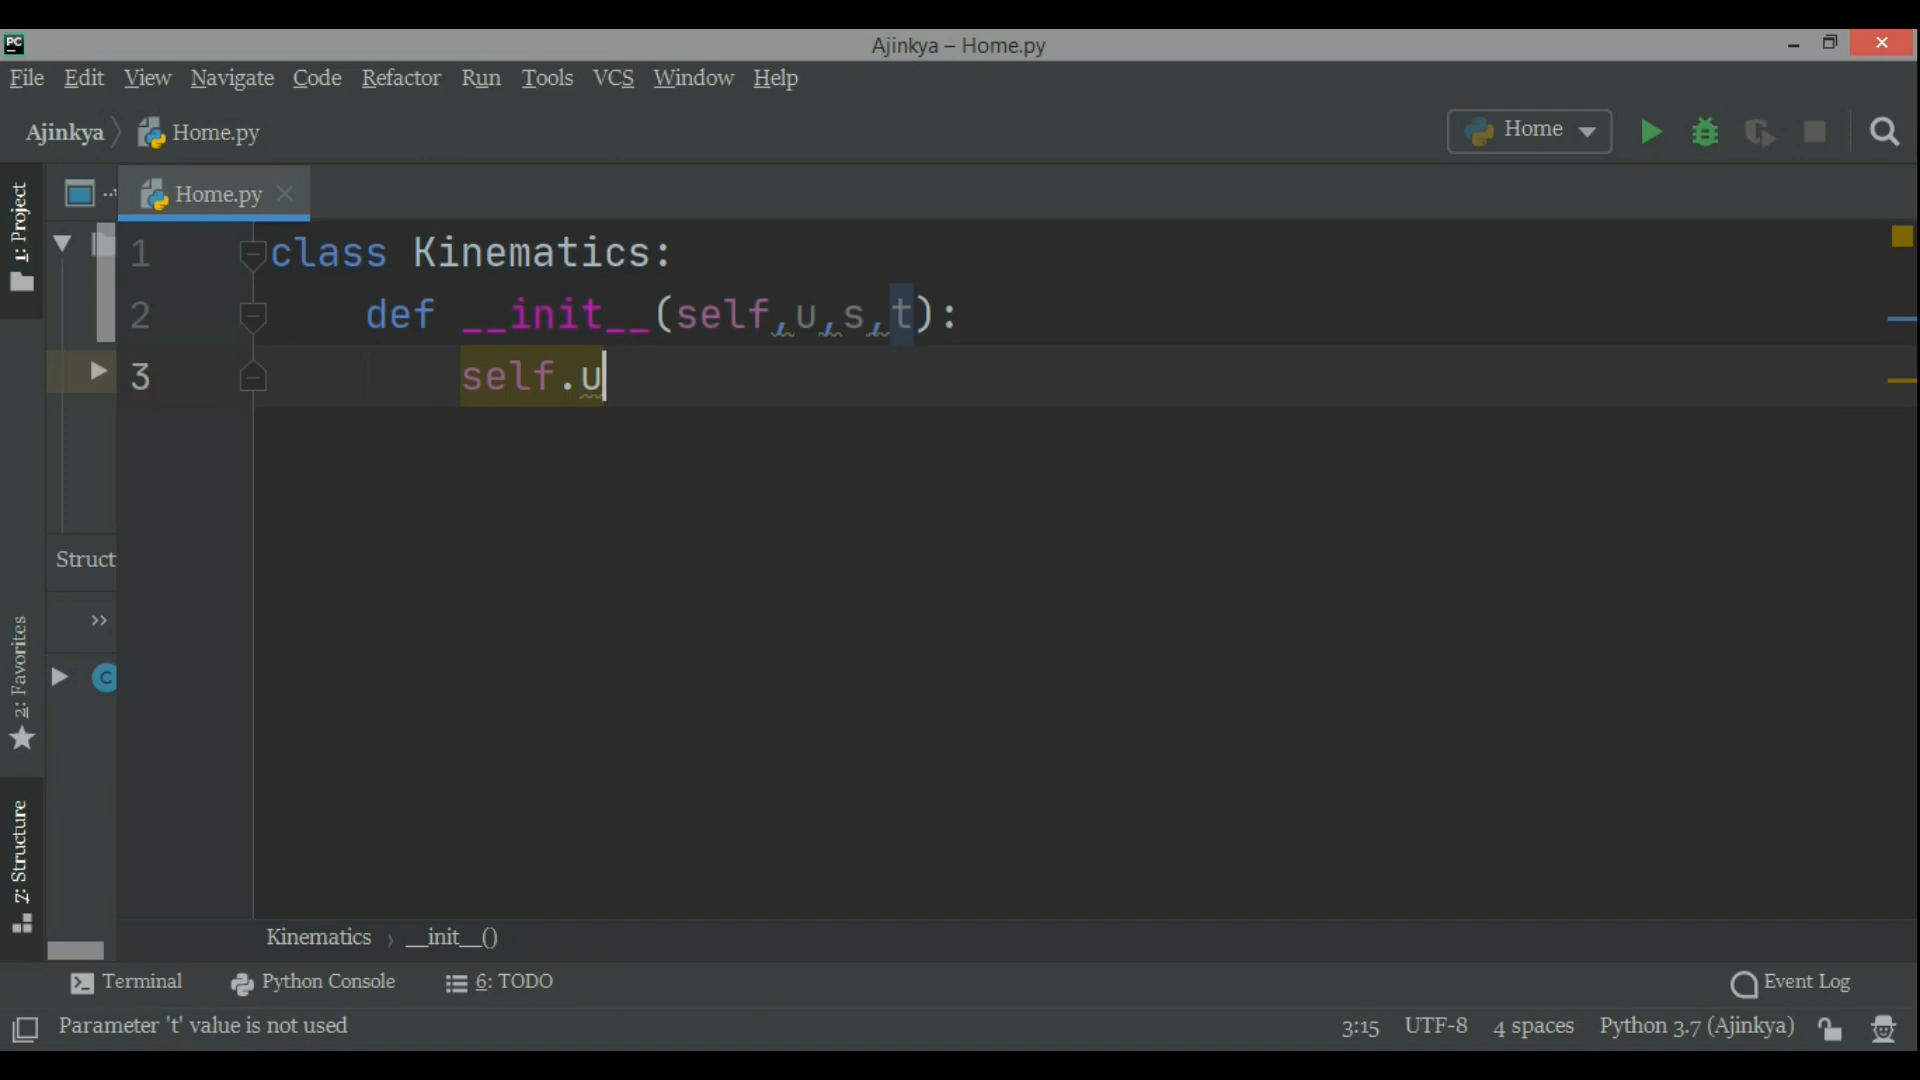 PC
Ajinkya – Home.py
File Edit View Navigate Code Refactor Run Tools VCS Window Help
Ajinkya Home.py
Home
1: Project
Home.py
1 class Kinematics:
2 def __init__(self,u,s,t):
3 self.u
Struct
»
2: Favorites
C
7: Structure
Kinematics › __init__()
Terminal Python Console 6: TODO Event Log
Parameter 't' value is not used 3:15 UTF-8 4 spaces Python 3.7 (Ajinkya)